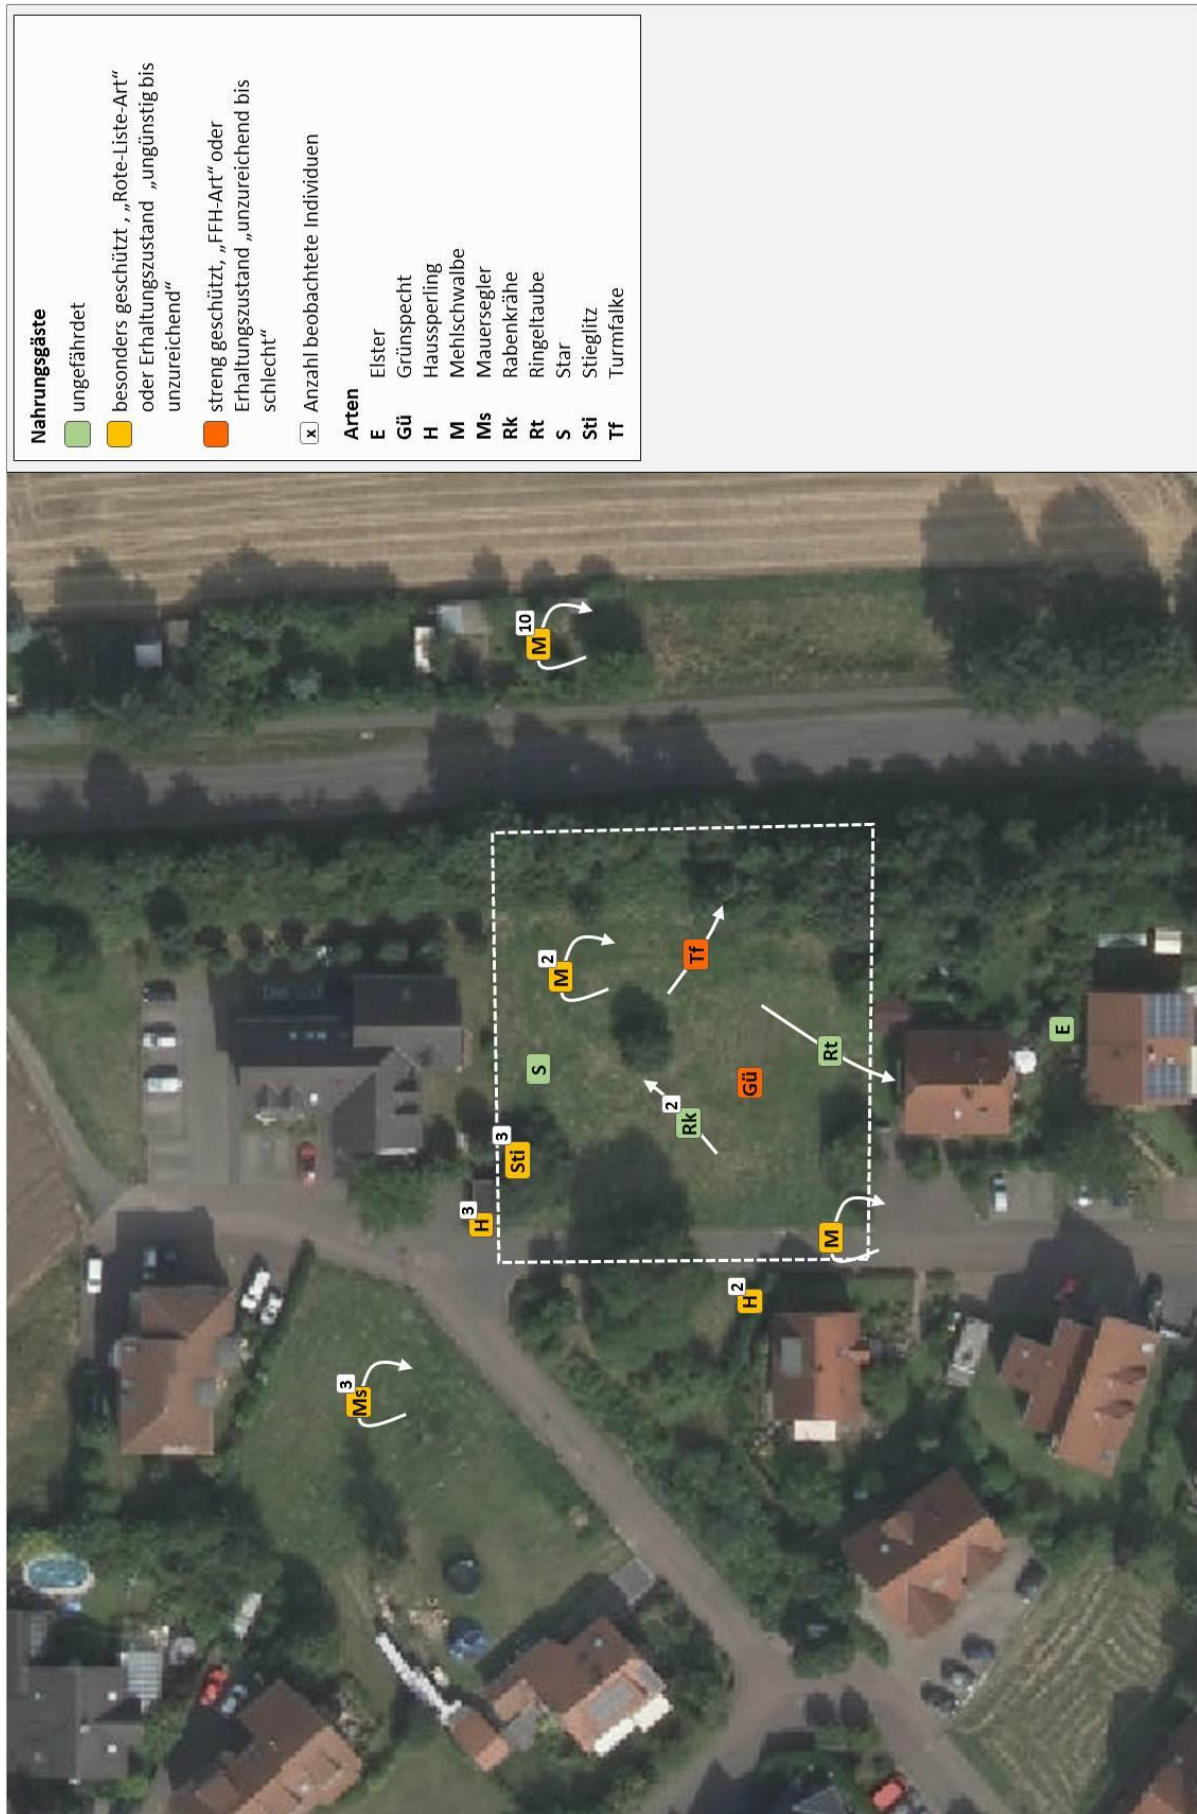 Nahrungsgäste
ungefährdet
besonders geschützt , „Rote-Liste-Art“
oder Erhaltungszustand „ungünstig bis
unzureichend“
streng geschützt, „FFH-Art“ oder
Erhaltungszustand „unzureichend bis
schlecht“
x Anzahl beobachtete Individuen
Arten
E Elster
Gü Grünspecht
H Haussperling
M Mehlschwalbe
Ms Mauersegler
Rk Rabenkrähe
Rt Ringeltaube
S Star
Sti Stieglitz
Tf Turmfalke
3
Ms
3
H
3
Sti
S
2
M
10
M
2
Rk
Tf
2
H
Gü
M
Rt
E